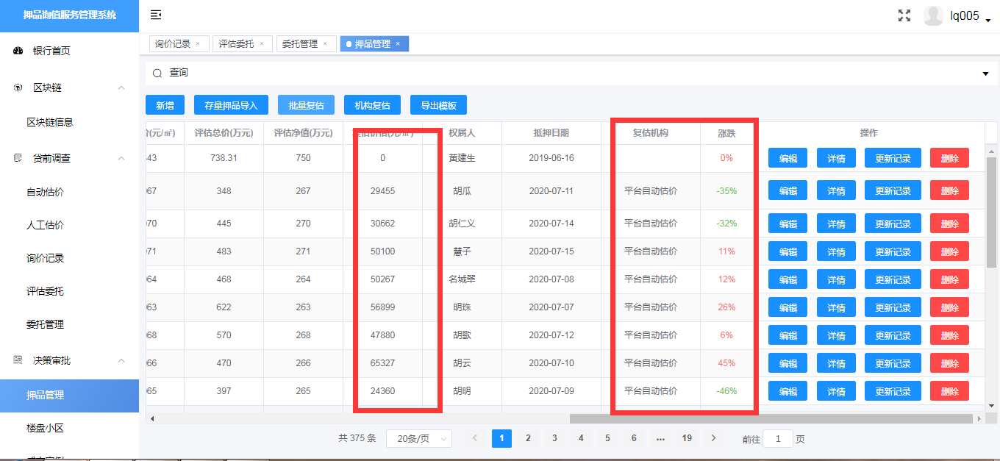 押品询值服务管理系统
lq005
银行首页
区块链
区块链信息
贷前调查
自动估价
人工估价
询价记录
评估委托
委托管理
决策审批
押品管理
楼盘小区
询价记录 × 评估委托 × 委托管理 × 押品管理 ×
查询
新增 存量押品导入 批量复估 机构复估 导出模板
(元/㎡) 评估总价(万元) 评估净值(万元) 权属人 抵押日期 复估机构 涨跌 操作
43 738.31 750 0 黄建生 2019-06-16 0% 编辑 详情 更新记录 删除
067 348 267 29455 胡瓜 2020-07-11 平台自动估价 -35% 编辑 详情 更新记录 删除
070 445 270 30662 胡仁义 2020-07-14 平台自动估价 -32% 编辑 详情 更新记录 删除
071 483 271 50100 慧子 2020-07-15 平台自动估价 11% 编辑 详情 更新记录 删除
064 468 264 50267 名城翠 2020-07-08 平台自动估价 12% 编辑 详情 更新记录 删除
063 622 263 56899 明珠 2020-07-07 平台自动估价 26% 编辑 详情 更新记录 删除
068 570 268 47880 胡歌 2020-07-12 平台自动估价 6% 编辑 详情 更新记录 删除
066 470 266 65327 胡云 2020-07-10 平台自动估价 45% 编辑 详情 更新记录 删除
065 397 265 24360 胡明 2020-07-09 平台自动估价 -46% 编辑 详情 更新记录 删除
共 375 条 20条/页 1 2 3 4 5 6 ... 19 前往 1 页